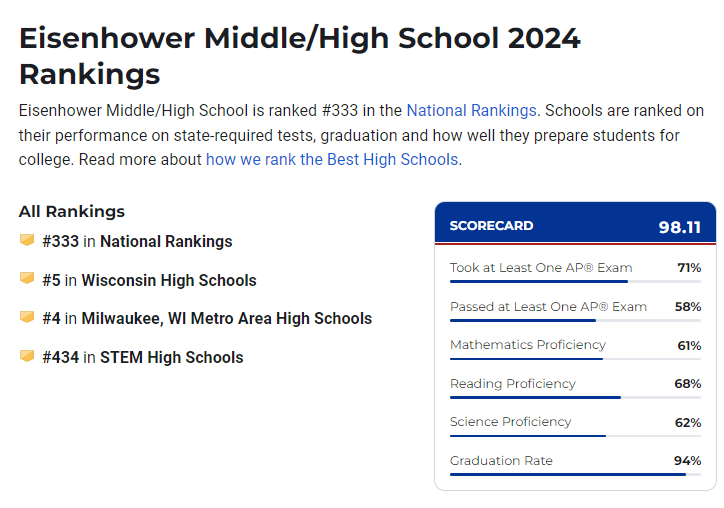 Eisenhower Middle/High School 2024
Rankings
Eisenhower Middle/High School is ranked #333 in the National Rankings. Schools are ranked on
their performance on state-required tests, graduation and how well they prepare students for
college. Read more about how we rank the Best High Schools.
All Rankings
#333 in National Rankings
#5 in Wisconsin High Schools
#4 in Milwaukee, WI Metro Area High Schools
#434 in STEM High Schools
SCORECARD 98.11
Took at Least One AP® Exam 71%
Passed at Least One AP® Exam 58%
Mathematics Proficiency 61%
Reading Proficiency 68%
Science Proficiency 62%
Graduation Rate 94%